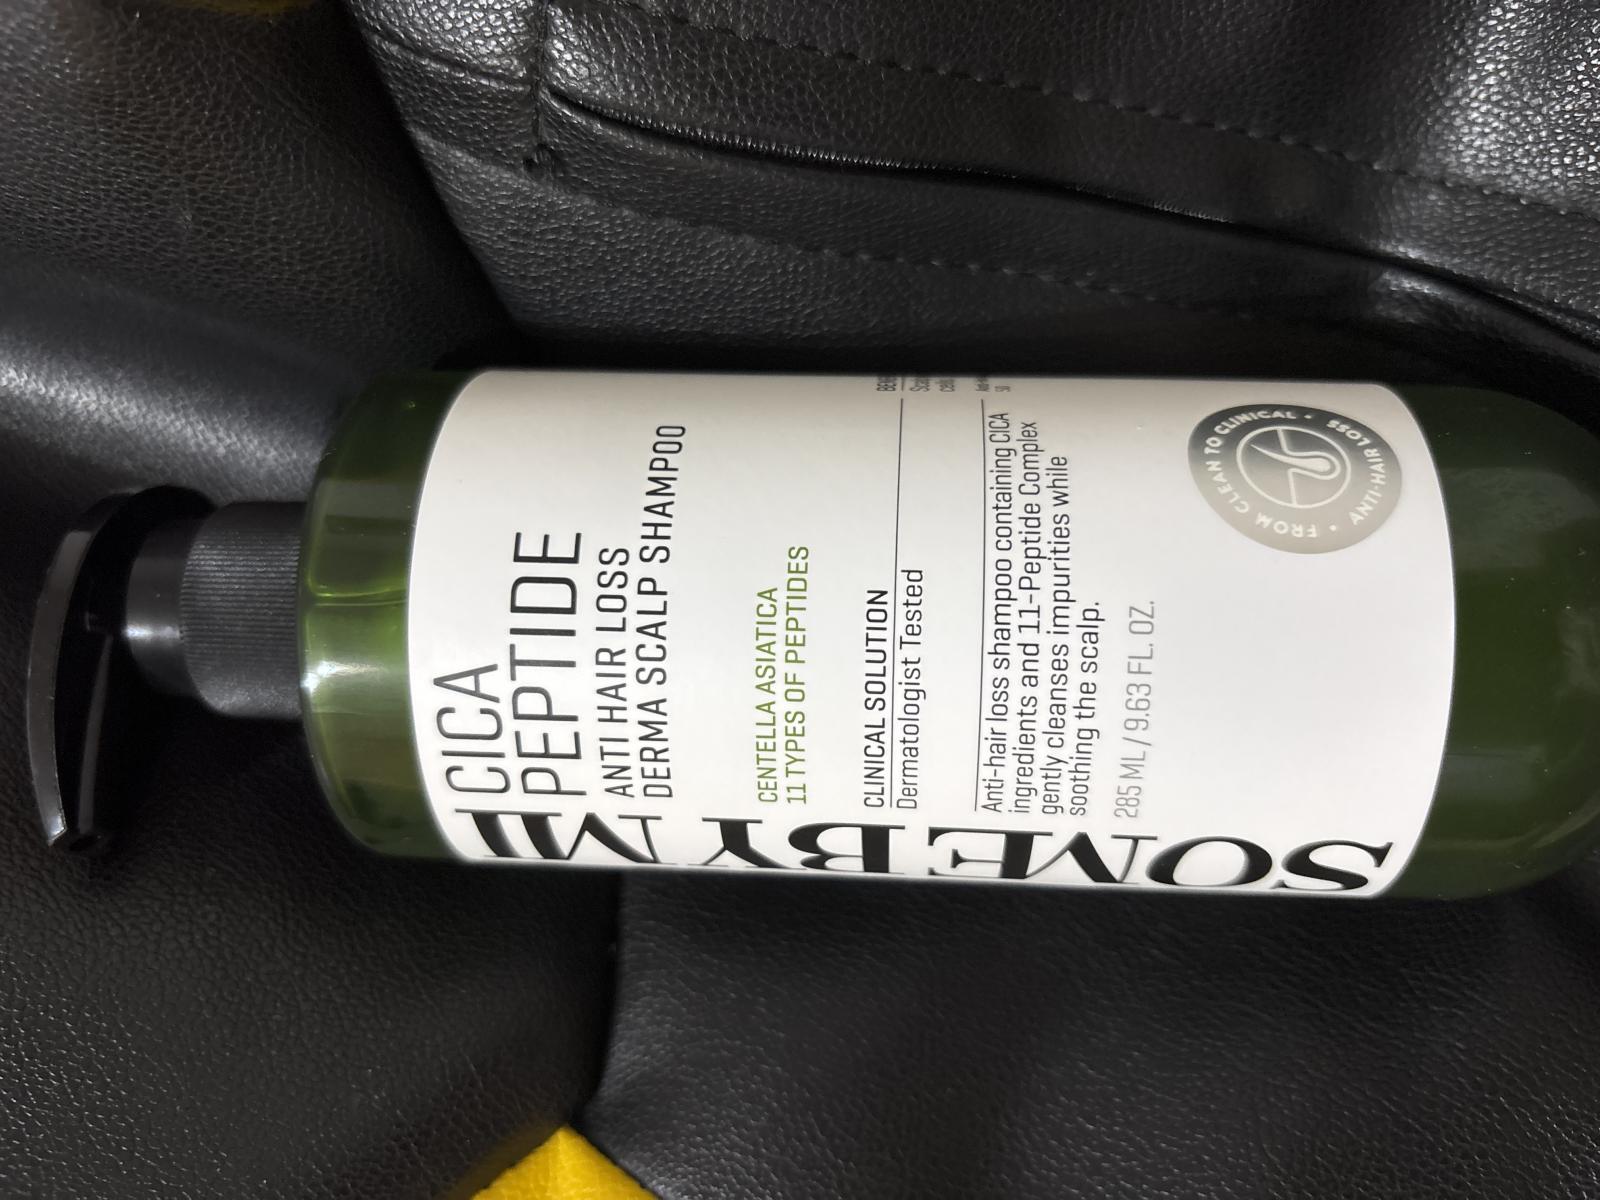 SOME BY MI
CICA
PEPTIDE
ANTI HAIR LOSS
DERMA SCALP SHAMPOO
CENTELLA ASIATICA
11 TYPES OF PEPTIDES
CLINICAL SOLUTION
Dermatologist Tested
Anti-hair loss shampoo containing CICA
ingredients and 11-Peptide Complex
gently cleanses impurities while
soothing the scalp.
285 ML / 9.63 FL. OZ.
FROM CLEAN TO CLINICAL • ANTI-HAIR LOSS •